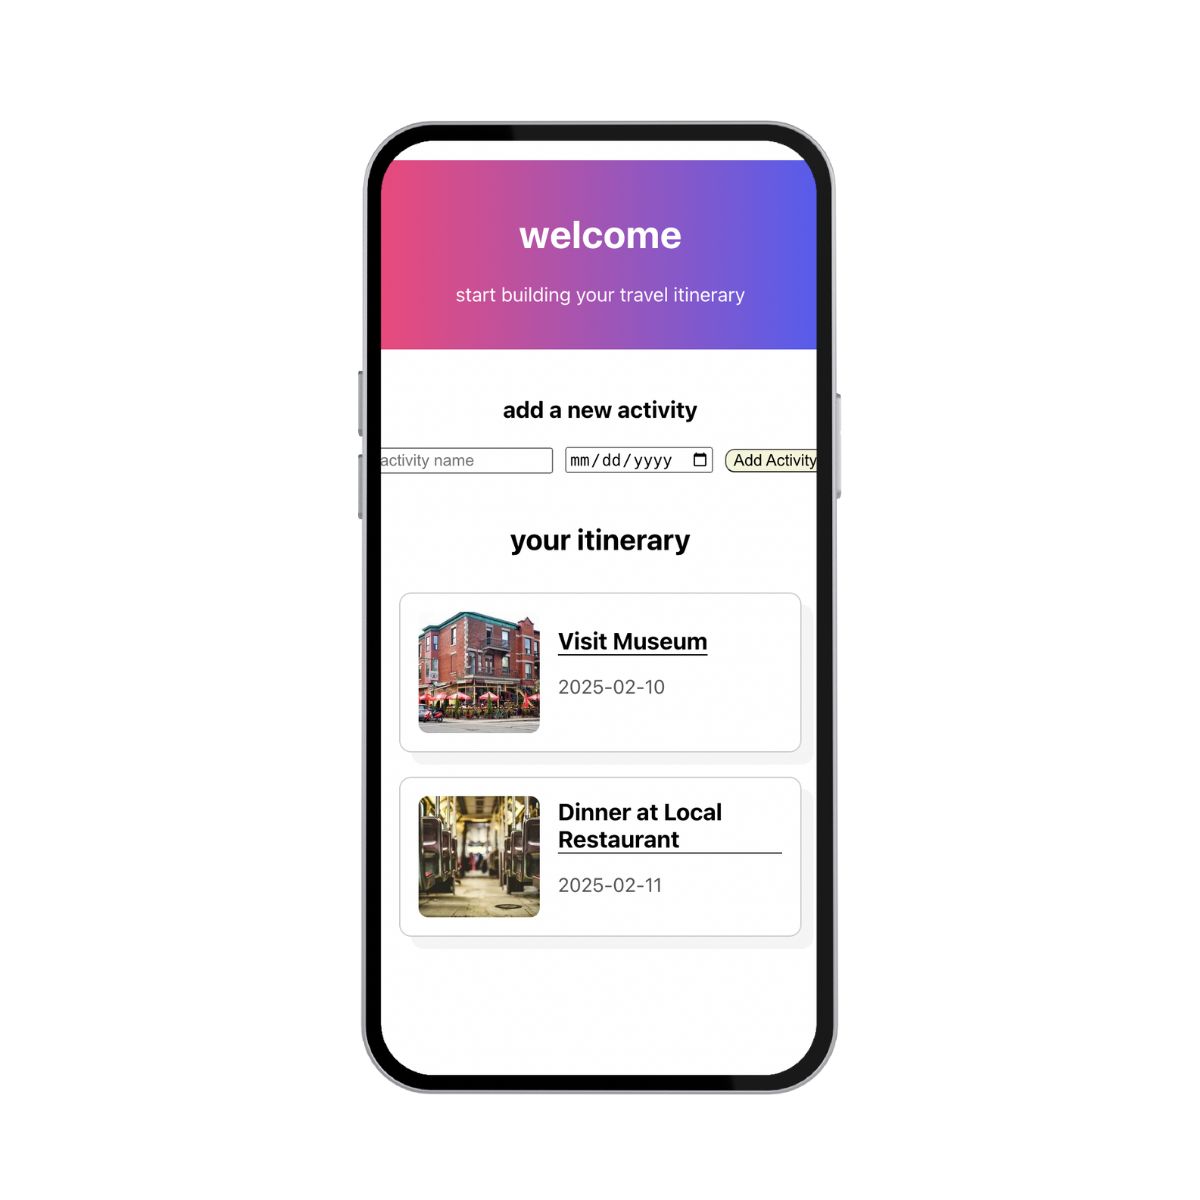 welcome
start building your travel itinerary
add a new activity
activity name mm/dd/yyyy Add Activity
your itinerary
Visit Museum
2025-02-10
Dinner at Local
Restaurant
2025-02-11